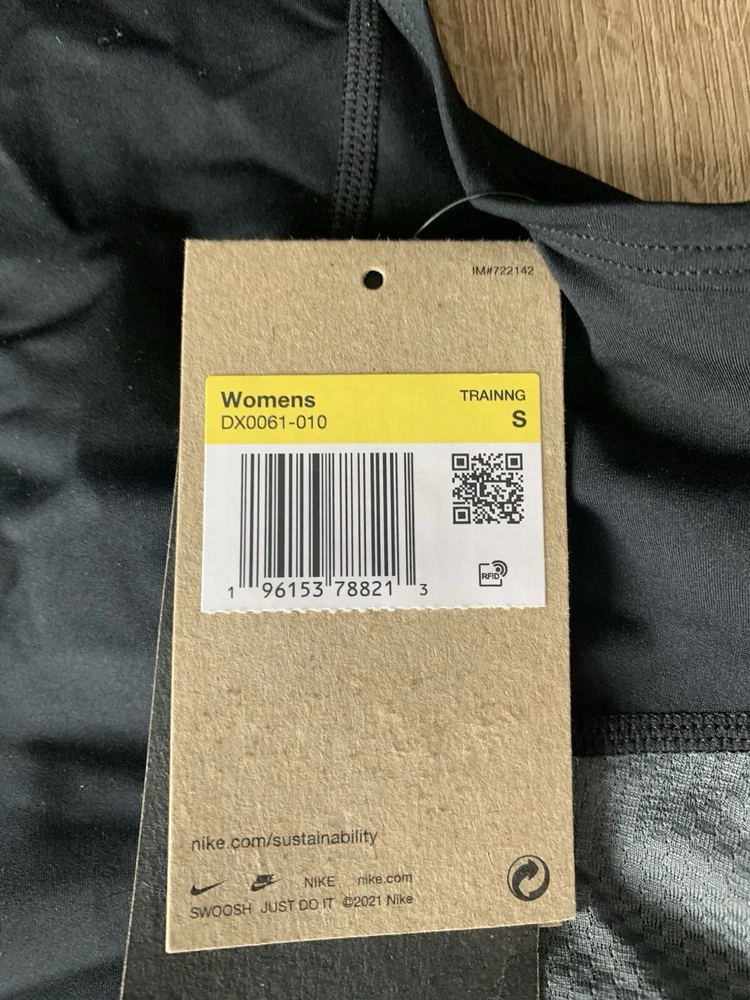 IM#722142
Womens TRAINNG
DX0061-010 S
RFID
1 96153 78821 3
nike.com/sustainability
NIKE nike.com
SWOOSH JUST DO IT ©2021 Nike